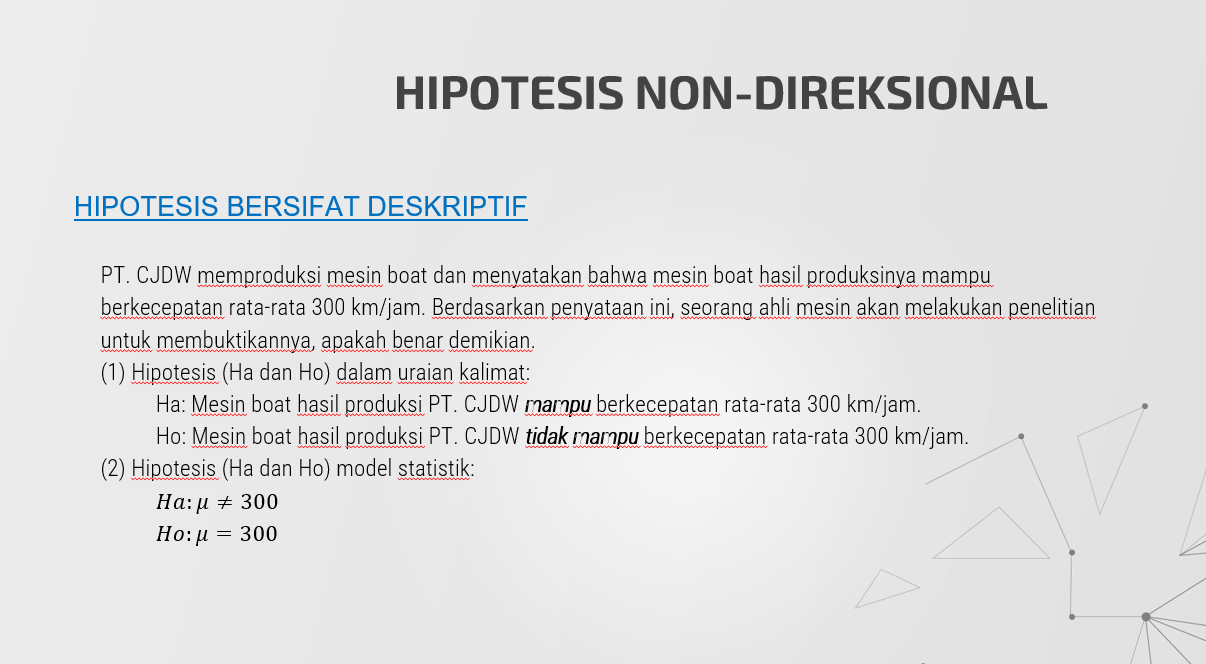 HIPOTESIS NON-DIREKSIONAL
HIPOTESIS BERSIFAT DESKRIPTIF
PT. CJDW memproduksi mesin boat dan menyatakan bahwa mesin boat hasil produksinya mampu
berkecepatan rata-rata 300 km/jam. Berdasarkan penyataan ini, seorang ahli mesin akan melakukan penelitian
untuk membuktikannya, apakah benar demikian.
(1) Hipotesis (Ha dan Ho) dalam uraian kalimat:
Ha: Mesin boat hasil produksi PT. CJDW mampu berkecepatan rata-rata 300 km/jam.
Ho: Mesin boat hasil produksi PT. CJDW tidak mampu berkecepatan rata-rata 300 km/jam.
(2) Hipotesis (Ha dan Ho) model statistik:
Ha: μ ≠ 300
Ho: μ = 300